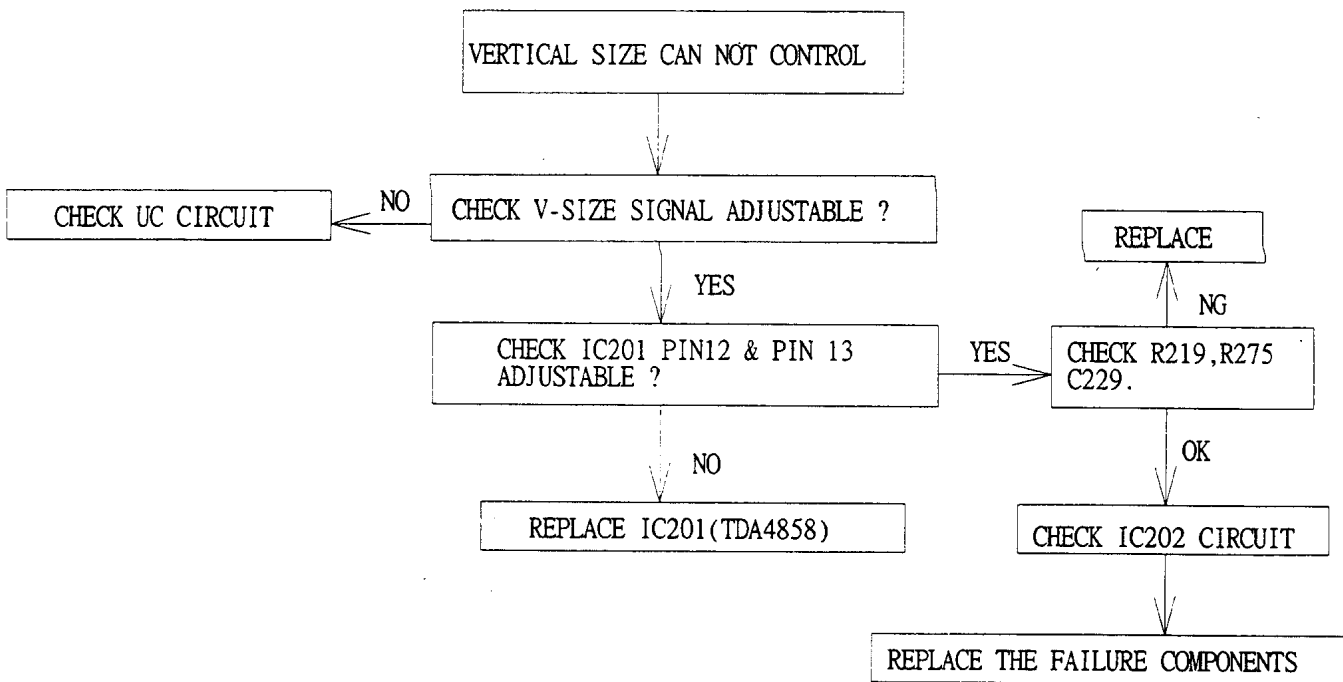 VERTICAL SIZE CAN NOT CONTROL
NO
CHECK UC CIRCUIT
CHECK V-SIZE SIGNAL ADJUSTABLE ?
REPLACE
YES
NG
CHECK IC201 PIN12 & PIN 13
ADJUSTABLE ?
YES
CHECK R219,R275
C229.
NO
OK
REPLACE IC201(TDA4858)
CHECK IC202 CIRCUIT
REPLACE THE FAILURE COMPONENTS